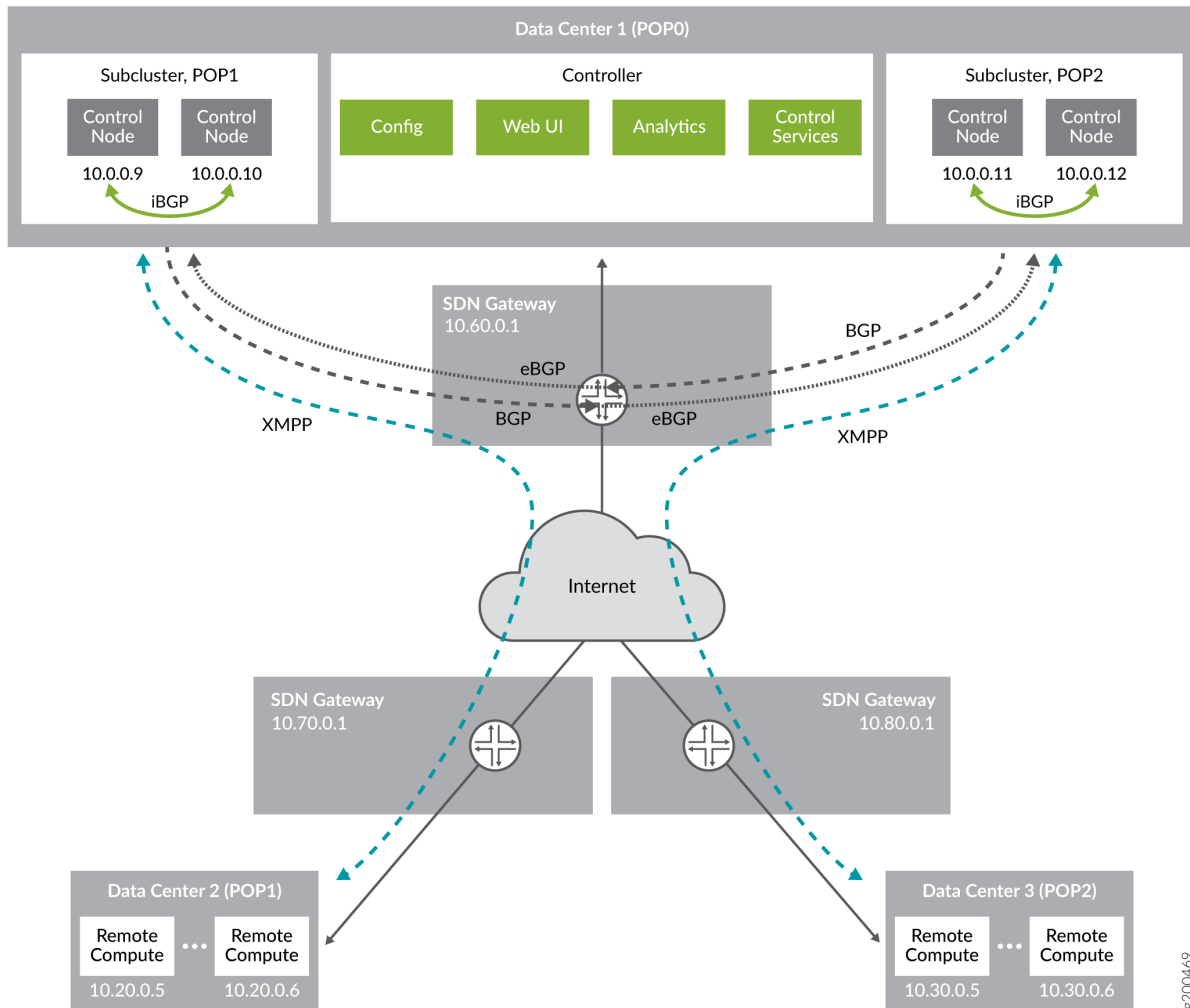 Data Center 1 (POP0)
Subcluster, POP1
Controller
Subcluster, POP2
Control
Node
Control
Node
Config
Web UI
Analytics
Control
Services
Control
Node
Control
Node
10.0.0.9
10.0.0.10
10.0.0.11
10.0.0.12
iBGP
iBGP
SDN Gateway
10.60.0.1
BGP
eBGP
BGP
eBGP
XMPP
XMPP
Internet
SDN Gateway
10.70.0.1
SDN Gateway
10.80.0.1
Data Center 2 (POP1)
Remote
Compute
...
Remote
Compute
10.20.0.5
10.20.0.6
Data Center 3 (POP2)
Remote
Compute
...
Remote
Compute
10.30.0.5
10.30.0.6
g200469